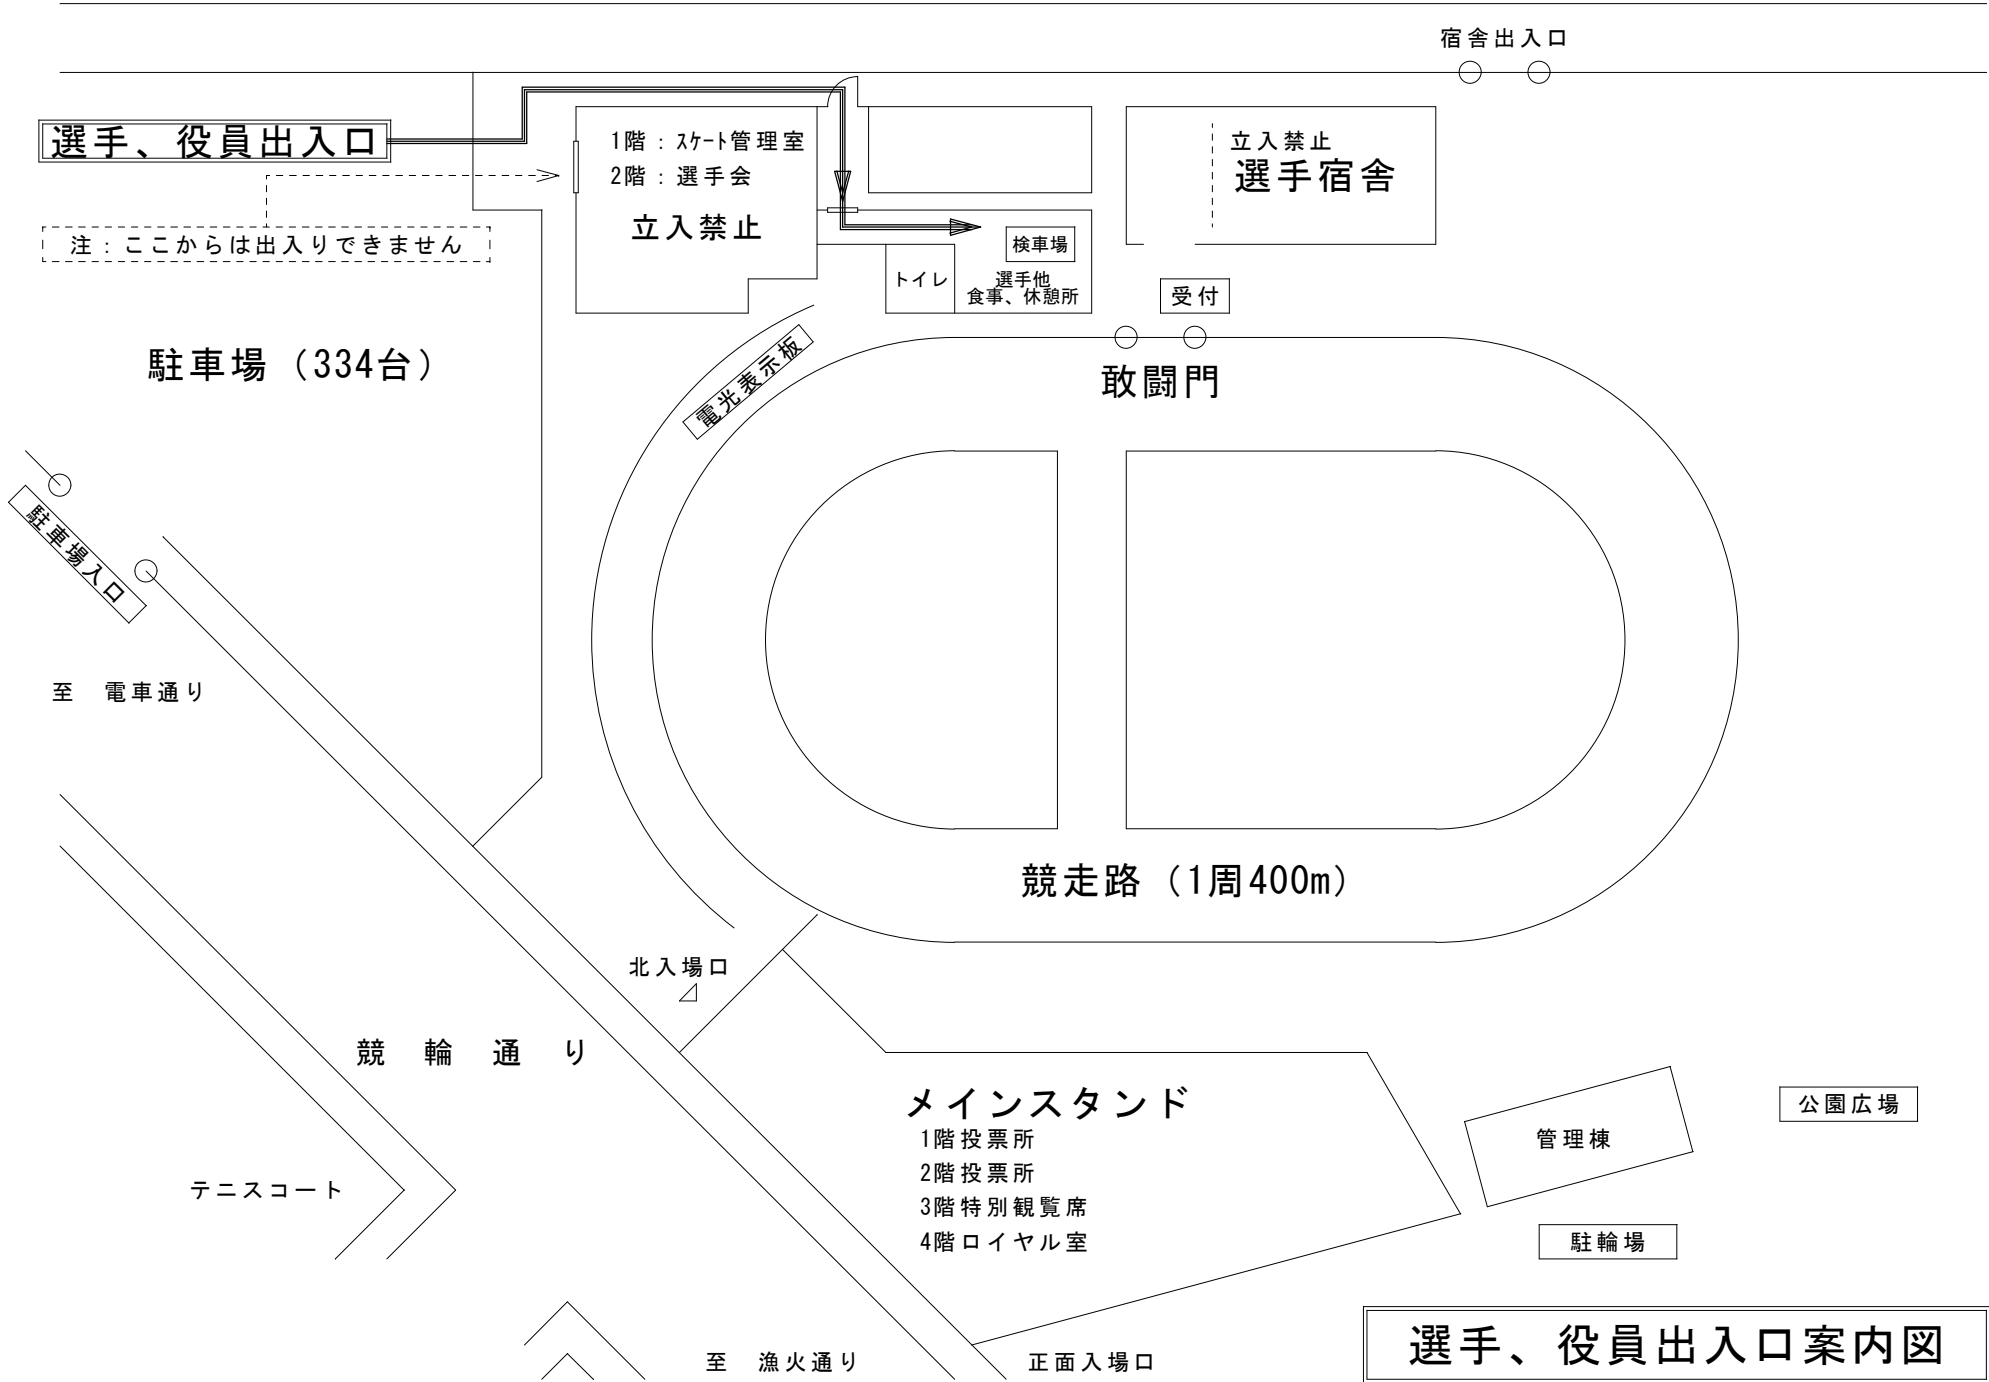 宿舎出入口
選手、役員出入口
1階：スケート管理室
2階：選手会
立入禁止
立入禁止
選手宿舎
注：ここからは出入りできません
検車場
トイレ
選手他
食事、休憩所
受付
駐車場（334台）
電光表示板
敢闘門
駐車場入口
至　電車通り
競走路（1周400m）
北入場口
競輪通り
メインスタンド
1階投票所
2階投票所
3階特別観覧席
4階ロイヤル室
公園広場
管理棟
テニスコート
駐輪場
至　漁火通り
正面入場口
選手、役員出入口案内図